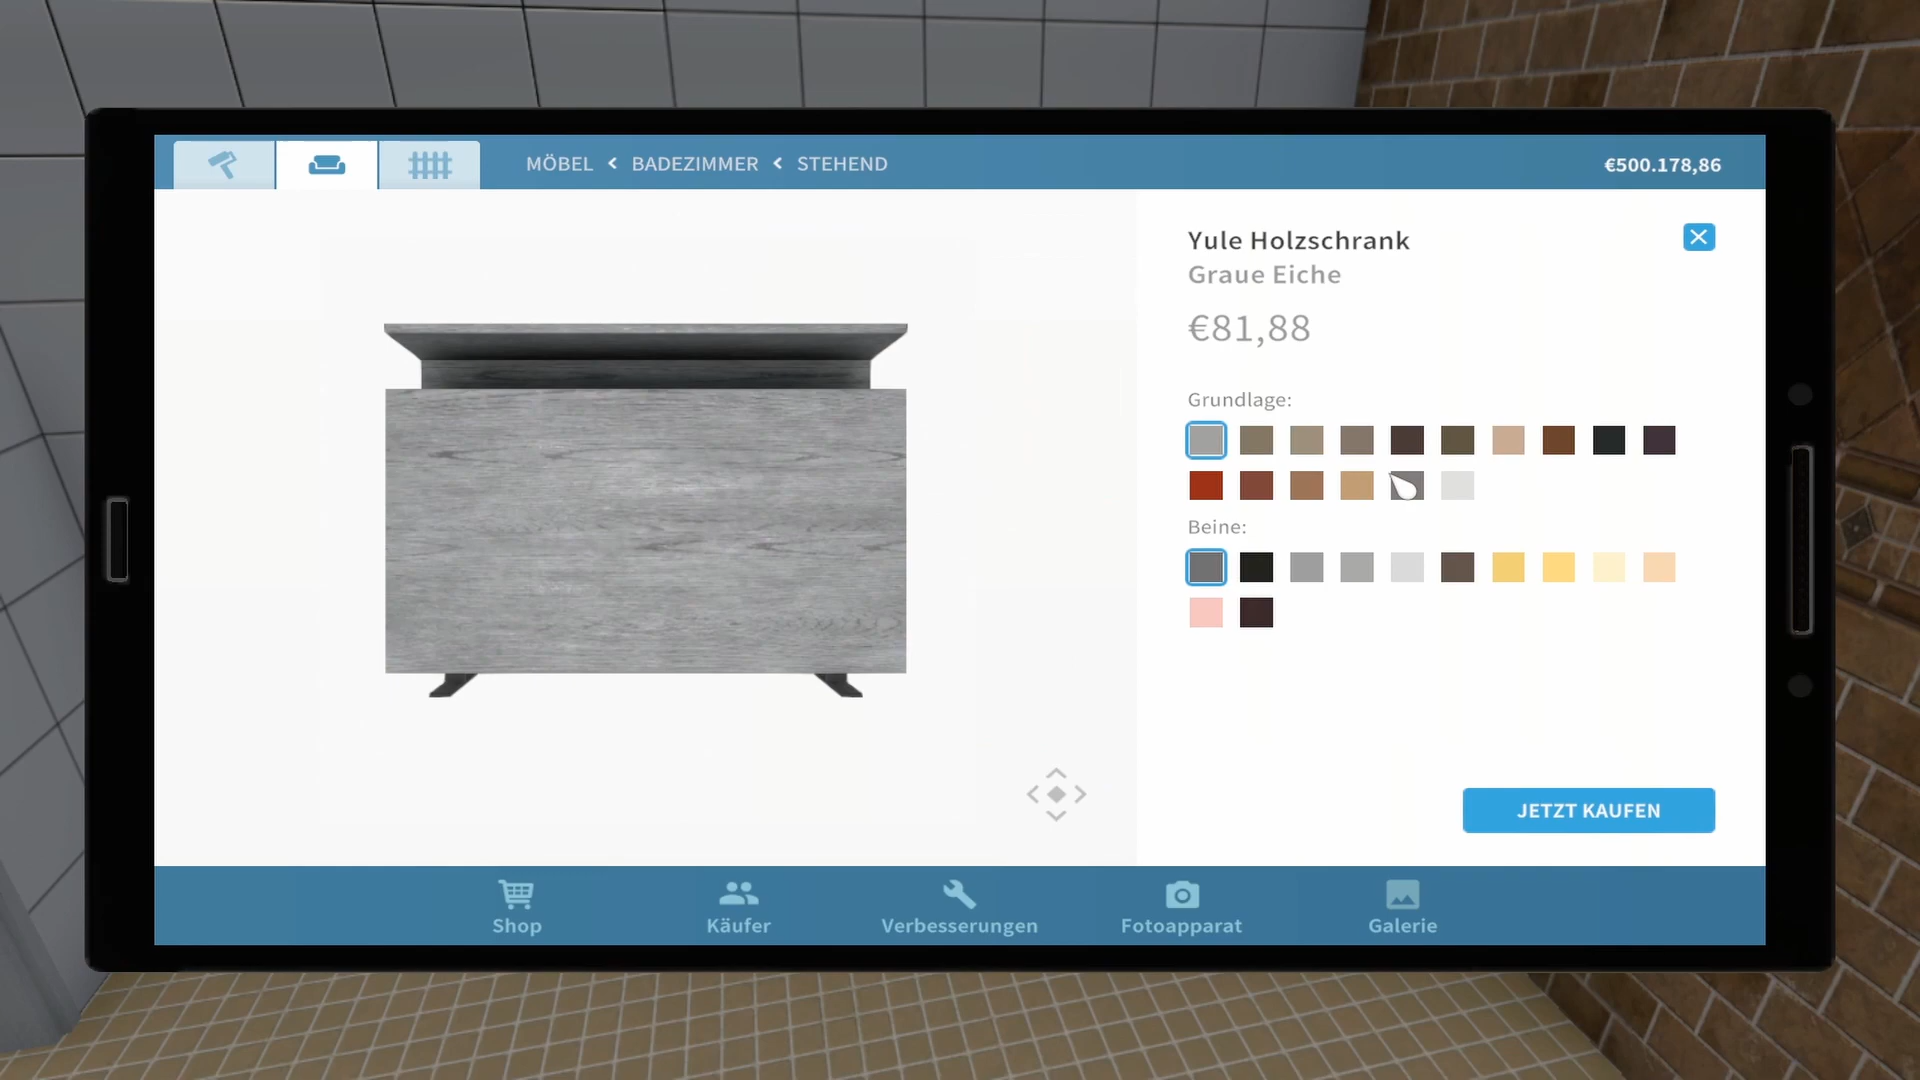 MÖBEL < BADEZIMMER < STEHEND
€500.178,86
Yule Holzschrank
Graue Eiche
€81,88
Grundlage:
Beine:
JETZT KAUFEN
Shop
Käufer
Verbesserungen
Fotoapparat
Galerie